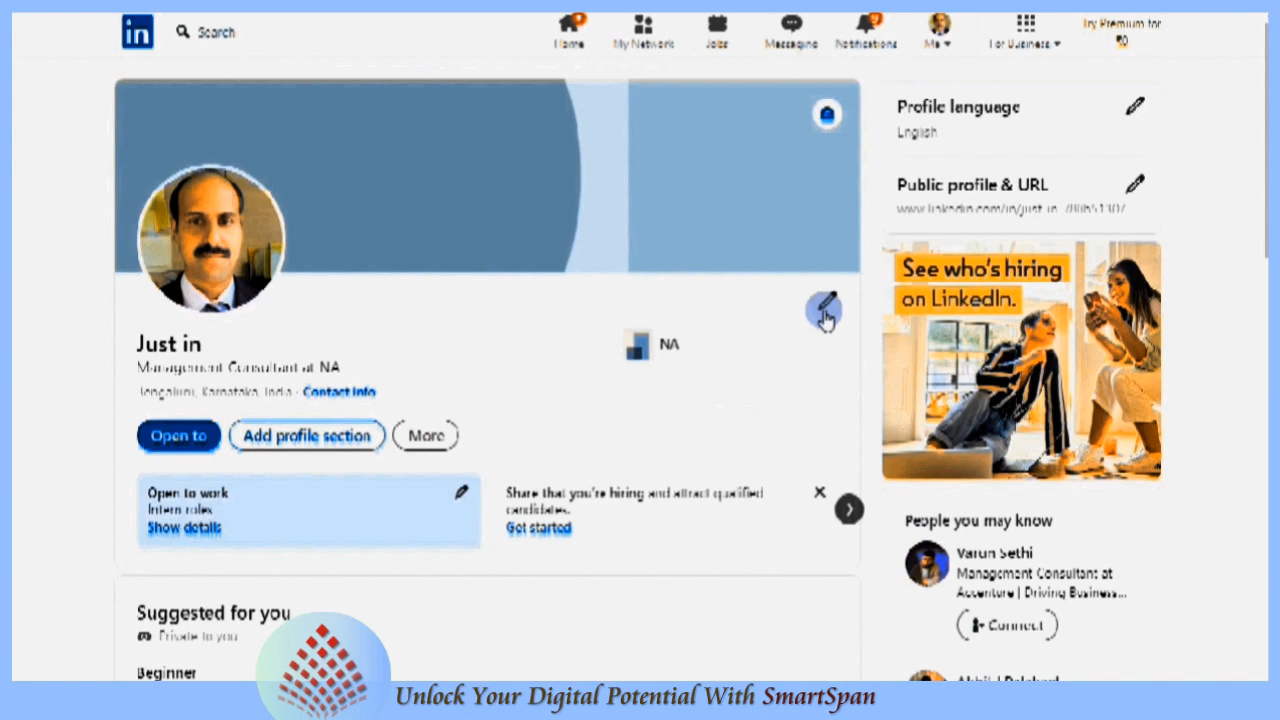 in
Search
Home
My Network
Jobs
Messaging
Notifications
Me
For Business
Try Premium for
₹0
Profile language
English
Public profile & URL
See who's hiring
on LinkedIn.
Just in
Management Consultant at NA
NA
Bengaluru, Karnataka, India · Contact info
Open to
Add profile section
More
Open to work
Intern roles
Show details
Share that you're hiring and attract qualified
candidates.
Get started
People you may know
Varun Sethi
Management Consultant at
Accenture | Driving Business...
Connect
Suggested for you
Private to you
Beginner
Unlock Your Digital Potential With SmartSpan